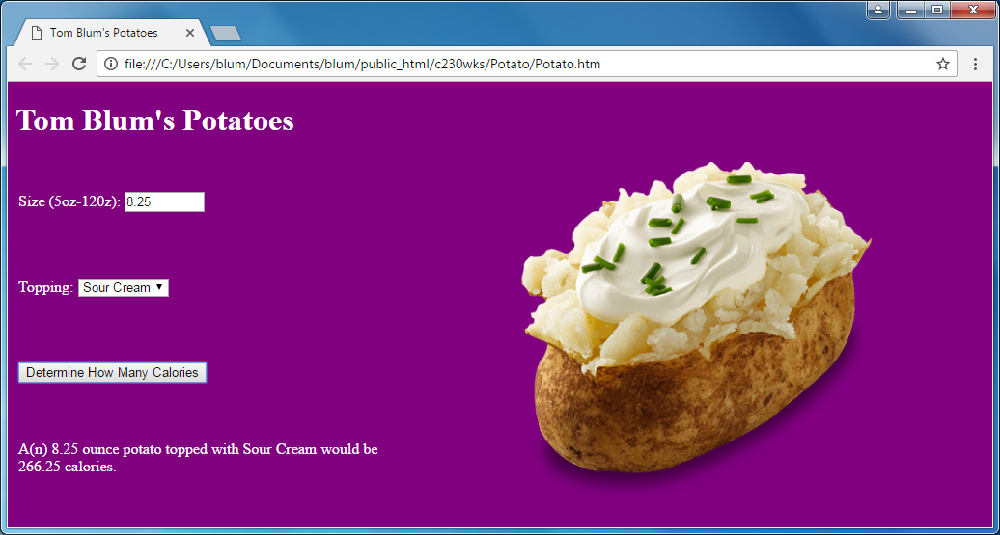 Tom Blum's Potatoes
file:///C:/Users/blum/Documents/blum/public_html/c230wks/Potato/Potato.htm
Tom Blum's Potatoes
Size (5oz-120z): 8.25
Topping: Sour Cream
Determine How Many Calories
A(n) 8.25 ounce potato topped with Sour Cream would be
266.25 calories.